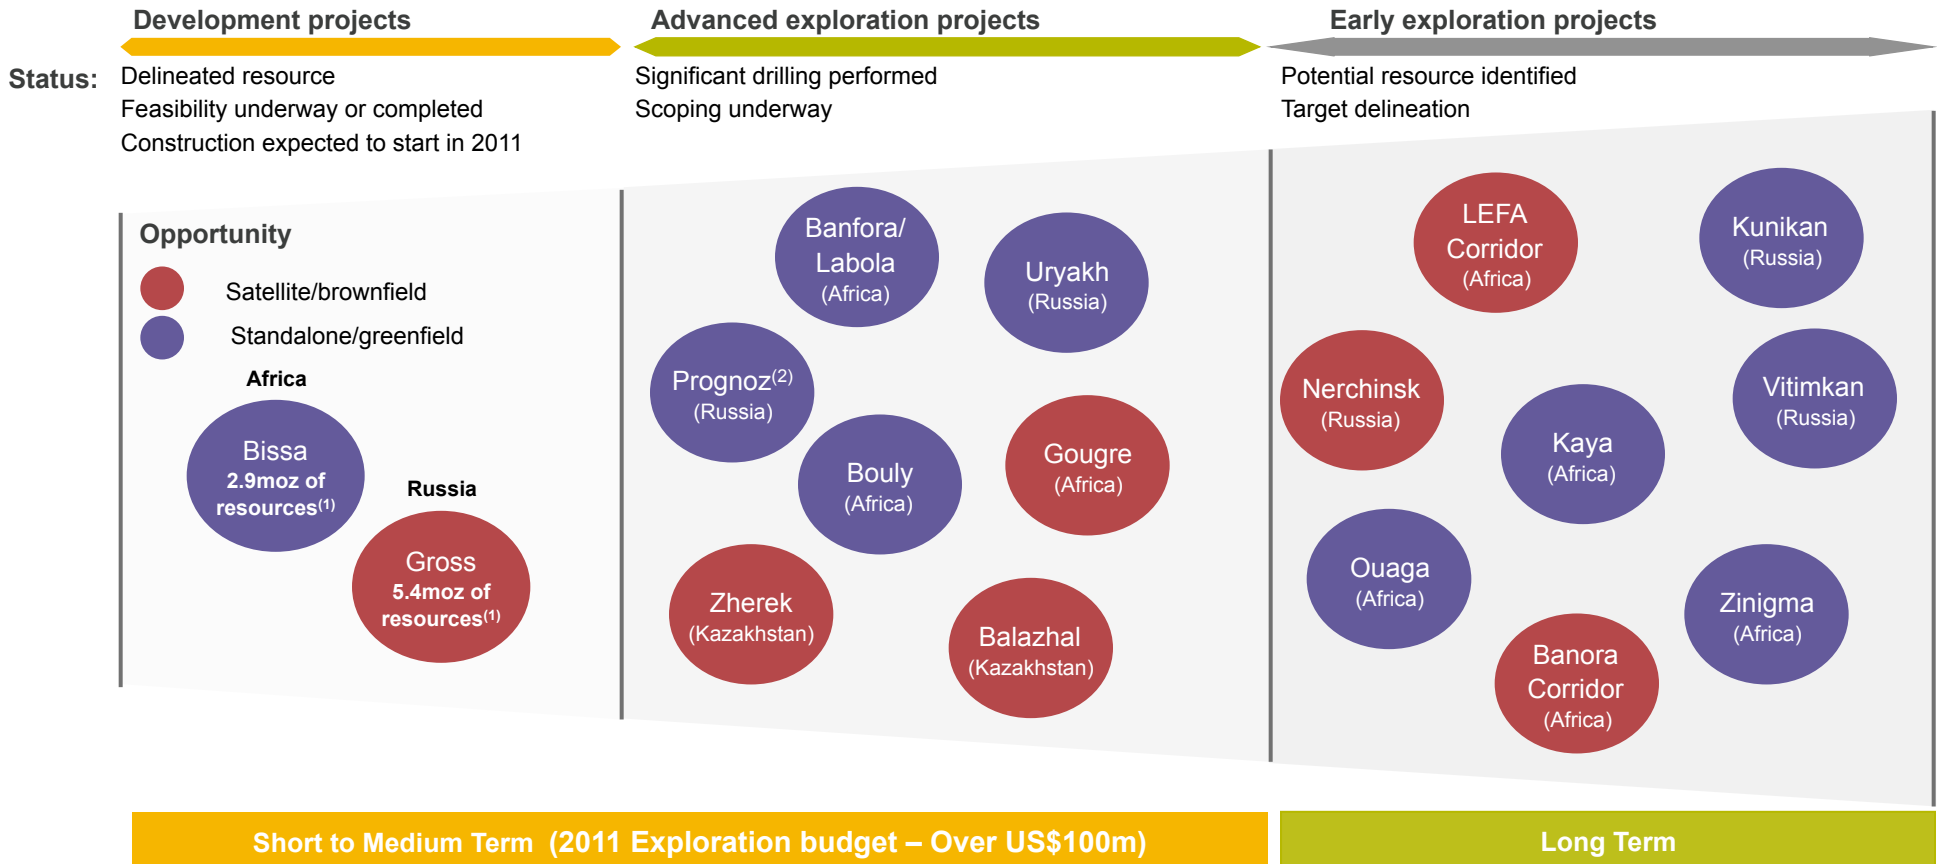 Development projects
Advanced exploration projects
Early exploration projects
Status:
Delineated resource
Feasibility underway or completed
Construction expected to start in 2011
Significant drilling performed
Scoping underway
Potential resource identified
Target delineation
Opportunity
Satellite/brownfield
Standalone/greenfield
Africa
Bissa
2.9moz of
resources(1)
Russia
Gross
5.4moz of
resources(1)
Banfora/
Labola
(Africa)
Uryakh
(Russia)
Prognoz(2)
(Russia)
Bouly
(Africa)
Gougre
(Africa)
Zherek
(Kazakhstan)
Balazhal
(Kazakhstan)
LEFA
Corridor
(Africa)
Kunikan
(Russia)
Nerchinsk
(Russia)
Kaya
(Africa)
Vitimkan
(Russia)
Ouaga
(Africa)
Zinigma
(Africa)
Banora
Corridor
(Africa)
Short to Medium Term (2011 Exploration budget – Over US$100m)
Long Term